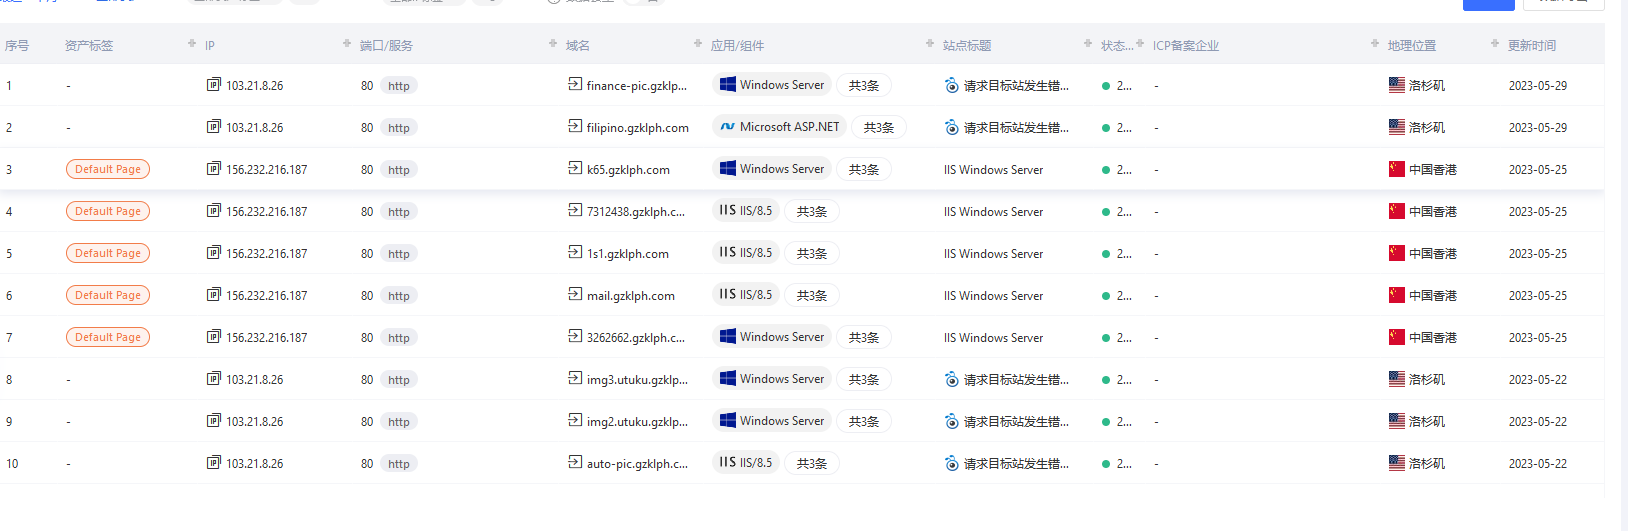 序号 资产标签 IP 端口/服务 域名 应用/组件 站点标题 状态... ICP备案企业 地理位置 更新时间
1 - IP 103.21.8.26 80 http finance-pic.gzklp... Windows Server 共3条 请求目标站发生错... 2... - 洛杉矶 2023-05-29
2 - IP 103.21.8.26 80 http filipino.gzklph.com Microsoft ASP.NET 共3条 请求目标站发生错... 2... - 洛杉矶 2023-05-29
3 Default Page IP 156.232.216.187 80 http k65.gzklph.com Windows Server 共3条 IIS Windows Server 2... - 中国香港 2023-05-25
4 Default Page IP 156.232.216.187 80 http 7312438.gzklph.c... IIS IIS/8.5 共3条 IIS Windows Server 2... - 中国香港 2023-05-25
5 Default Page IP 156.232.216.187 80 http 1s1.gzklph.com IIS IIS/8.5 共3条 IIS Windows Server 2... - 中国香港 2023-05-25
6 Default Page IP 156.232.216.187 80 http mail.gzklph.com IIS IIS/8.5 共3条 IIS Windows Server 2... - 中国香港 2023-05-25
7 Default Page IP 156.232.216.187 80 http 3262662.gzklph.c... Windows Server 共3条 IIS Windows Server 2... - 中国香港 2023-05-25
8 - IP 103.21.8.26 80 http img3.utuku.gzklp... Windows Server 共3条 请求目标站发生错... 2... - 洛杉矶 2023-05-22
9 - IP 103.21.8.26 80 http img2.utuku.gzklp... Windows Server 共3条 请求目标站发生错... 2... - 洛杉矶 2023-05-22
10 - IP 103.21.8.26 80 http auto-pic.gzklph.c... IIS IIS/8.5 共3条 请求目标站发生错... 2... - 洛杉矶 2023-05-22